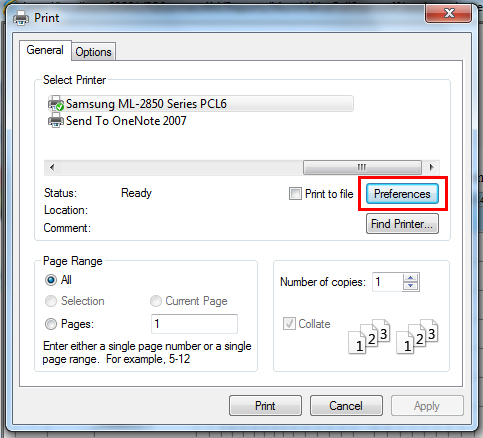 Print
General
Options
Select Printer
Samsung ML-2850 Series PCL6
Send To OneNote 2007
Status: Ready
Print to file
Preferences
Location:
Comment:
Find Printer...
Page Range
All
Selection
Current Page
Pages: 1
Enter either a single page number or a single
page range. For example, 5-12
Number of copies: 1
Collate
1 2 3 1 2 3
Print
Cancel
Apply